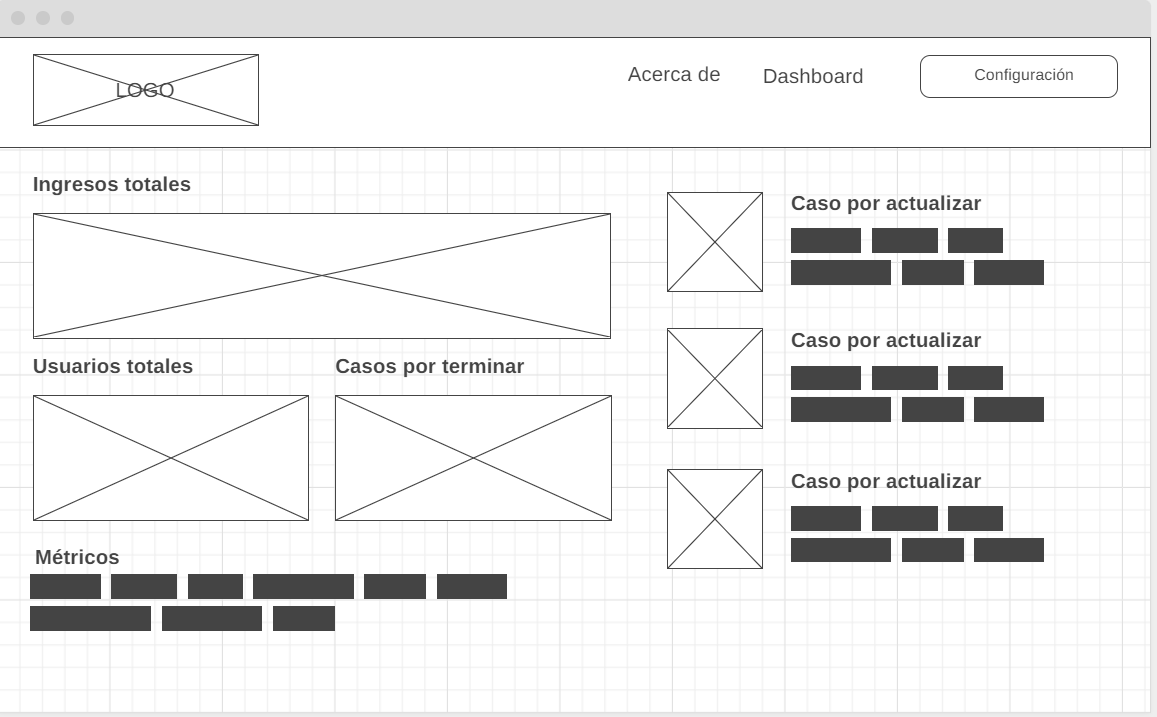 LOGO
Acerca de
Dashboard
Configuración
Ingresos totales
Usuarios totales
Casos por terminar
Métricos
Caso por actualizar
Caso por actualizar
Caso por actualizar